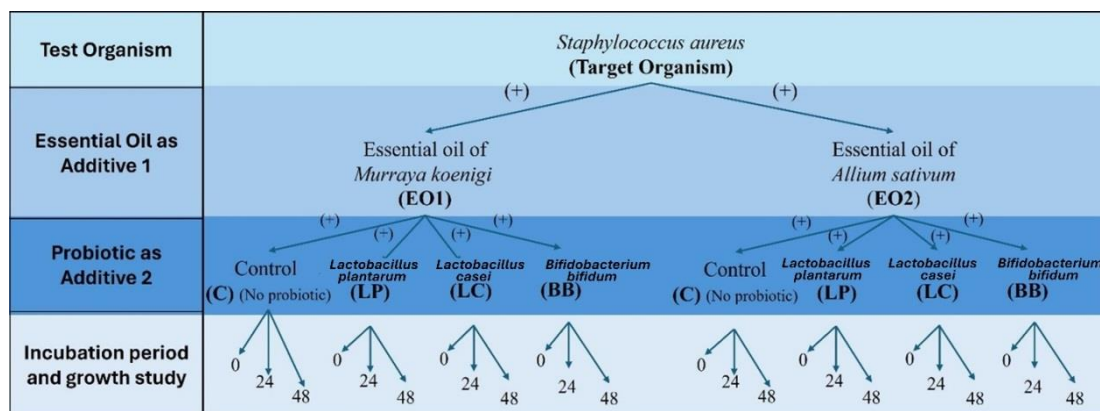 Test Organism
Staphylococcus aureus
(Target Organism)
(+)
(+)
Essential Oil as
Additive 1
Essential oil of
Murraya koenigi
(EO1)
Essential oil of
Allium sativum
(EO2)
(+)
(+)
(+)
(+)
(+)
(+)
(+)
(+)
Probiotic as
Additive 2
Control
(C) (No probiotic)
Lactobacillus
plantarum
(LP)
Lactobacillus
casei
(LC)
Bifidobacterium
bifidum
(BB)
Control
(C) (No probiotic)
Lactobacillus
plantarum
(LP)
Lactobacillus
casei
(LC)
Bifidobacterium
bifidum
(BB)
Incubation period
and growth study
0
24
48
0
24
48
0
24
48
0
24
48
0
24
48
0
24
48
0
24
48
0
24
48